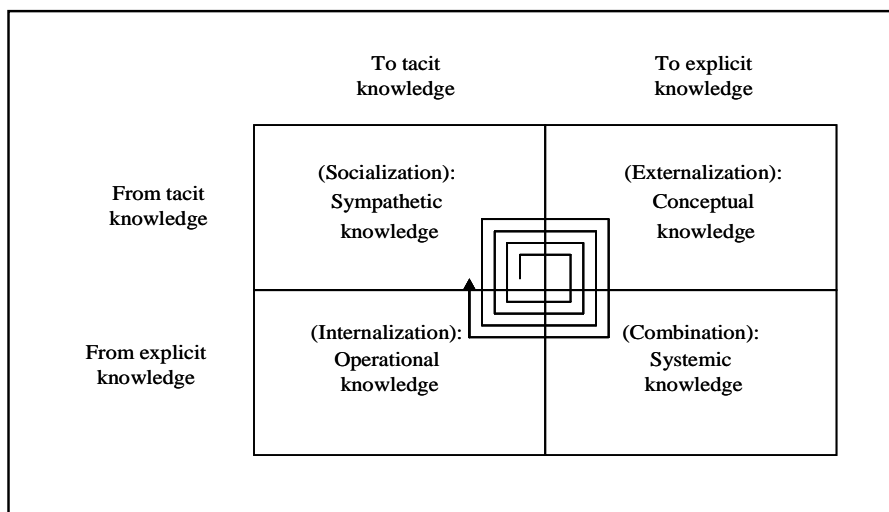 To tacit
knowledge
To explicit
knowledge
From tacit
knowledge
(Socialization):
Sympathetic
knowledge
(Externalization):
Conceptual
knowledge
From explicit
knowledge
(Internalization):
Operational
knowledge
(Combination):
Systemic
knowledge